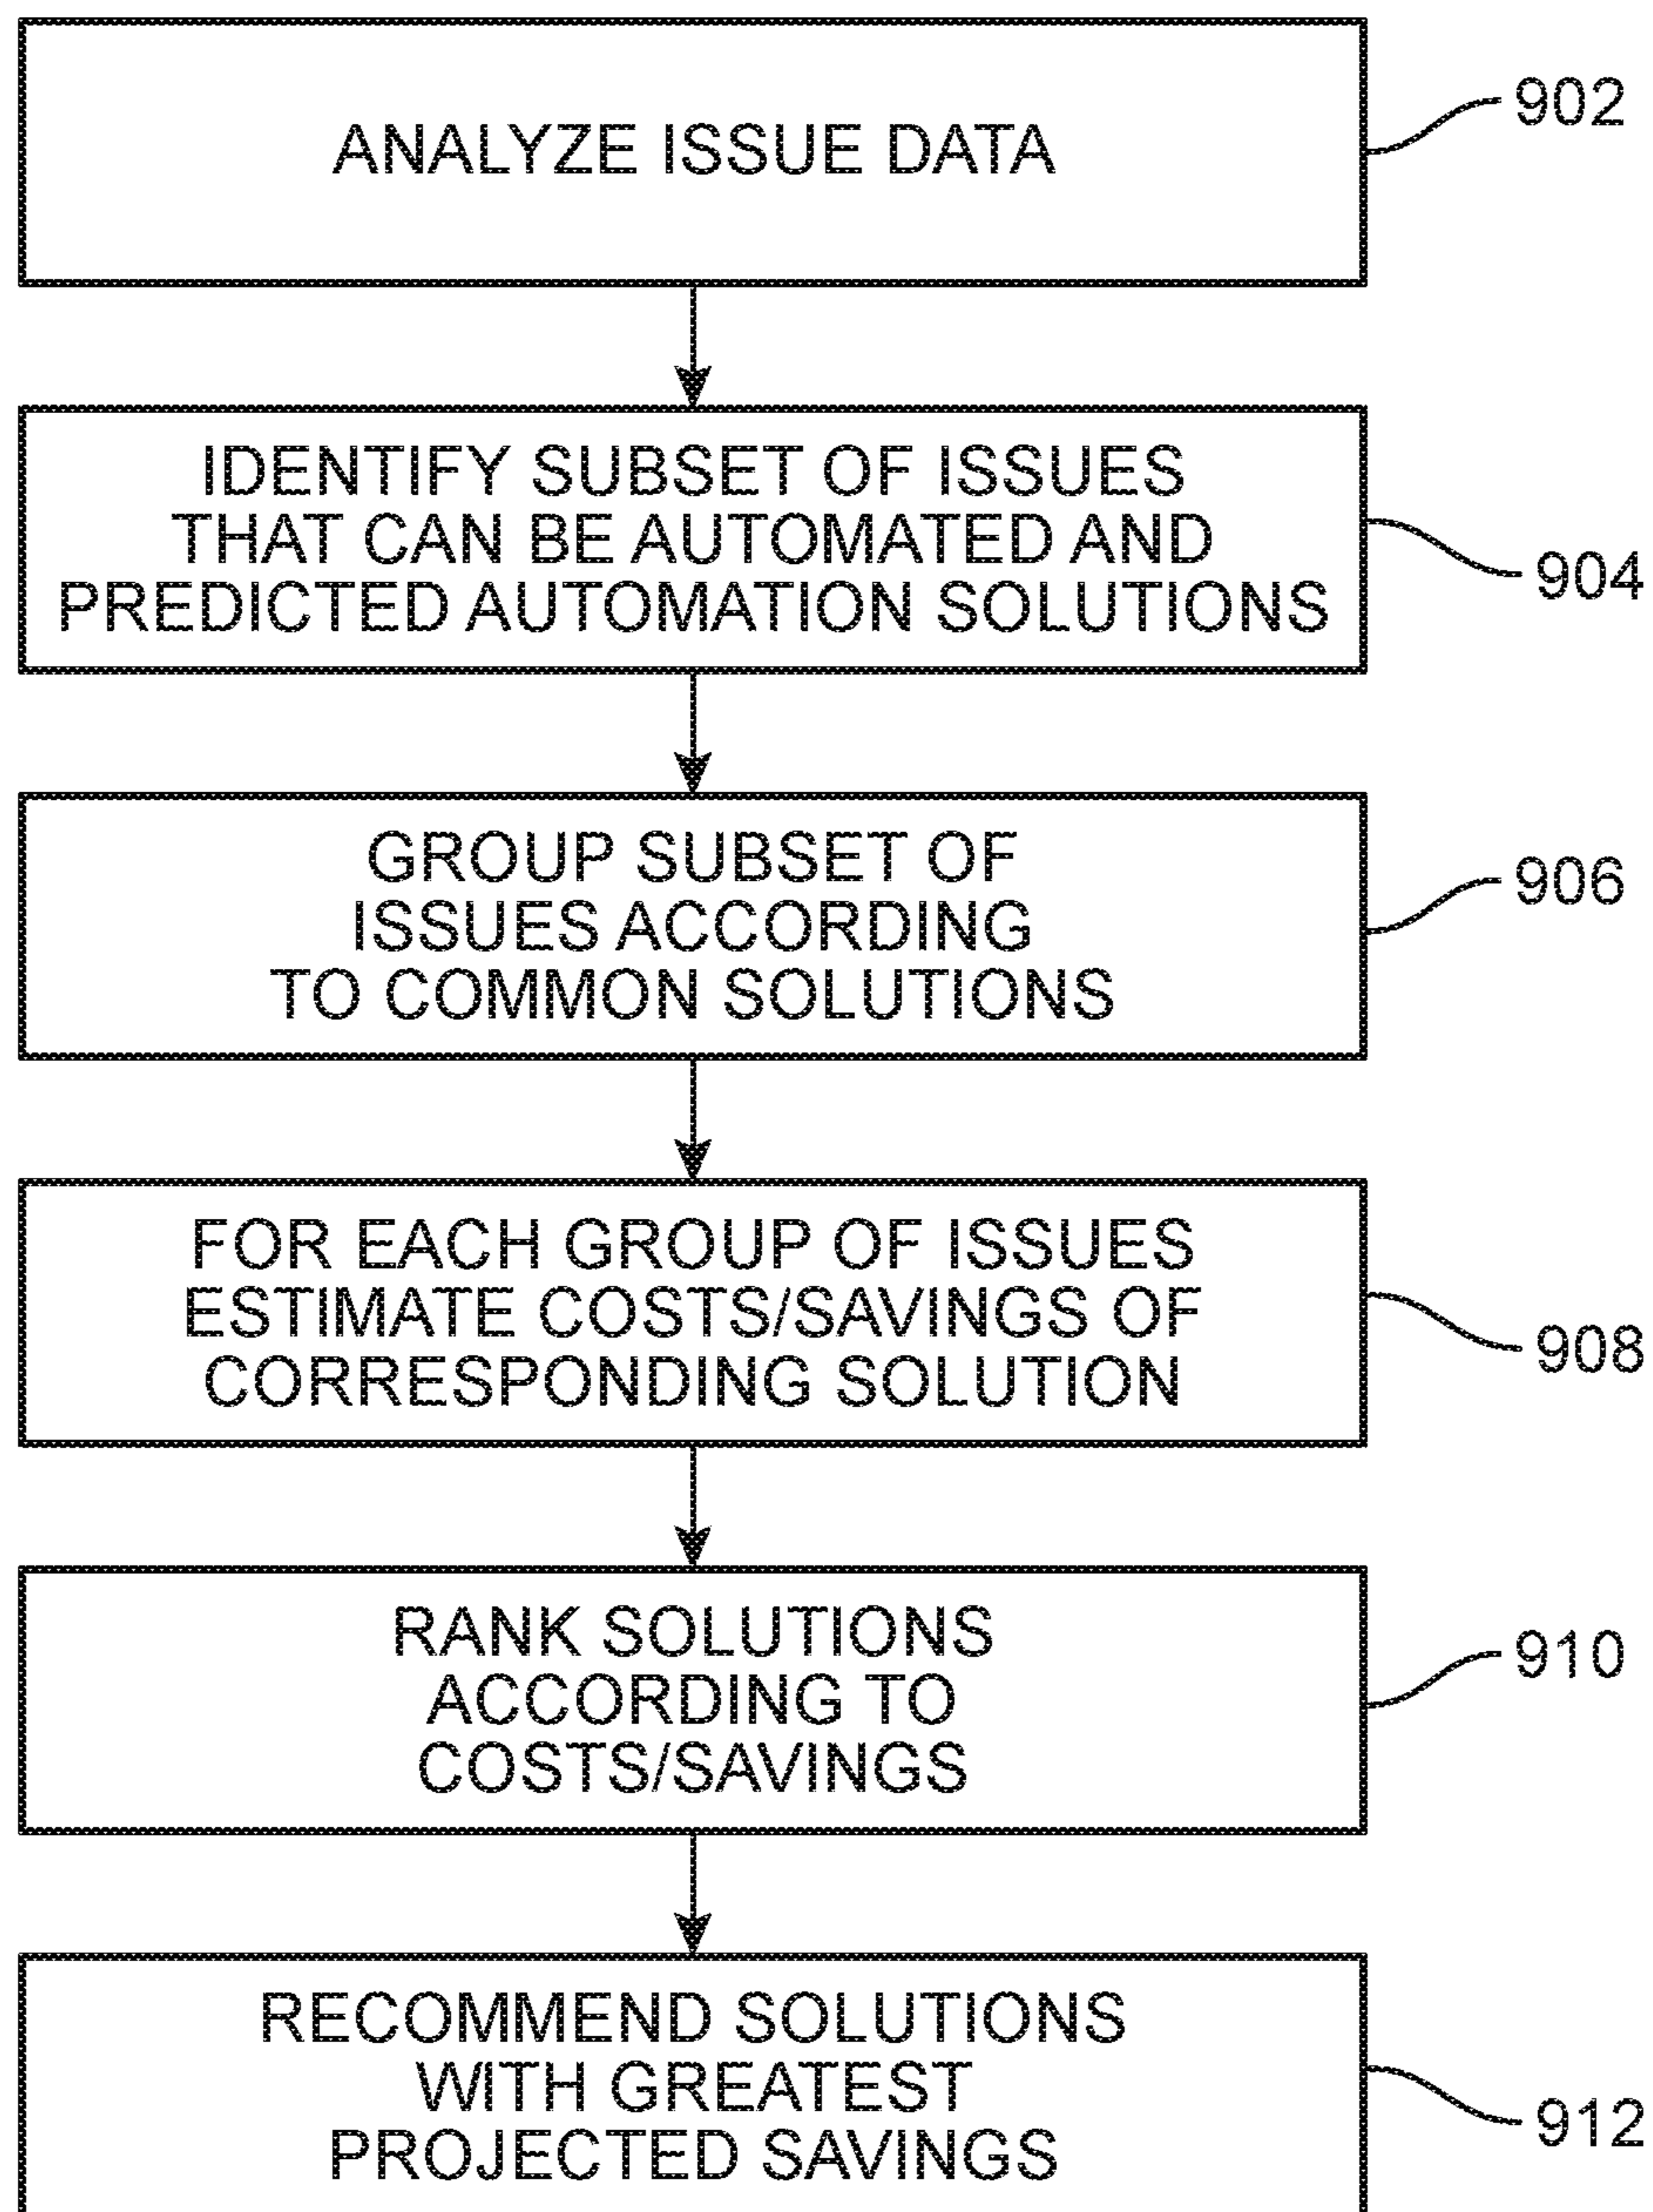 ANALYZE ISSUE DATA
902
IDENTIFY SUBSET OF ISSUES
THAT CAN BE AUTOMATED AND
PREDICTED AUTOMATION SOLUTIONS
904
GROUP SUBSET OF
ISSUES ACCORDING
TO COMMON SOLUTIONS
906
FOR EACH GROUP OF ISSUES
ESTIMATE COSTS/SAVINGS OF
CORRESPONDING SOLUTION
908
RANK SOLUTIONS
ACCORDING TO
COSTS/SAVINGS
910
RECOMMEND SOLUTIONS
WITH GREATEST
PROJECTED SAVINGS
912